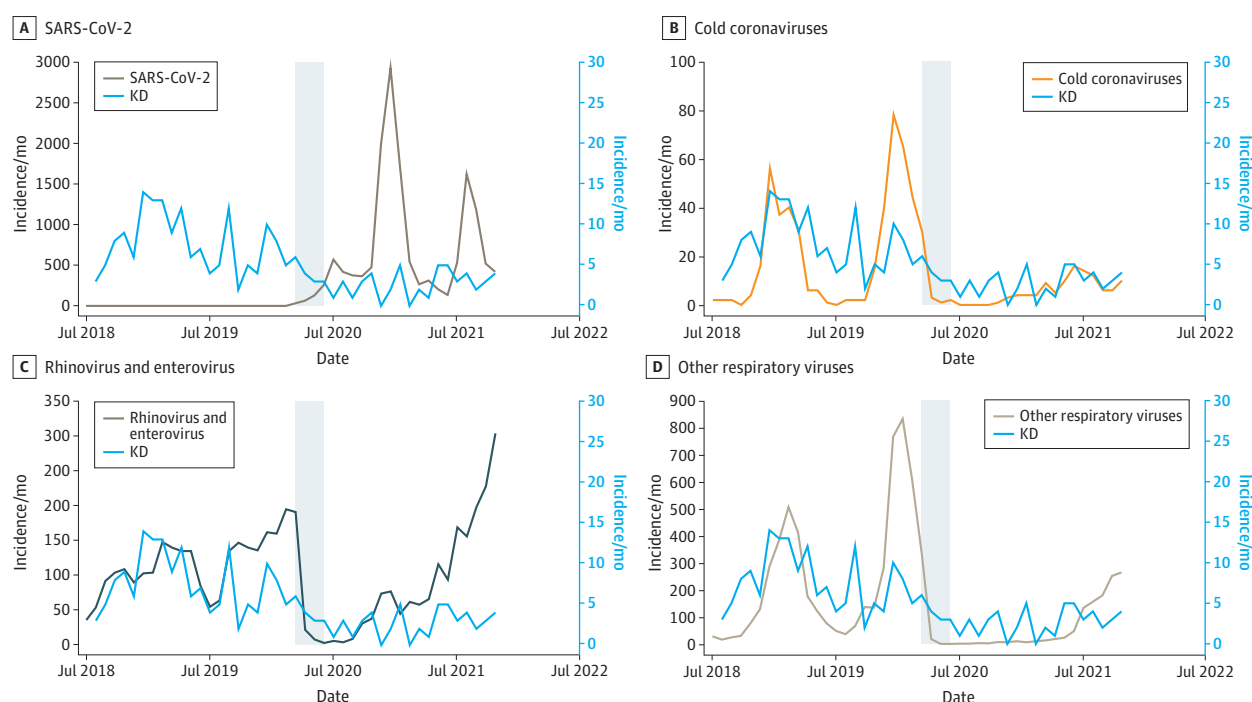 A SARS-CoV-2
3000
2500
2000
1500
1000
500
0
Incidence/mo
SARS-CoV-2
KD
30
25
20
15
10
5
0
Incidence/mo
Jul 2018
Jul 2019
Jul 2020
Jul 2021
Jul 2022
Date
B Cold coronaviruses
100
80
60
40
20
0
Incidence/mo
Cold coronaviruses
KD
30
25
20
15
10
5
0
Incidence/mo
Jul 2018
Jul 2019
Jul 2020
Jul 2021
Jul 2022
Date
C Rhinovirus and enterovirus
350
300
200
200
150
100
50
0
Incidence/mo
Rhinovirus and
enterovirus
KD
30
25
20
15
10
5
0
Incidence/mo
Jul 2018
Jul 2019
Jul 2020
Jul 2021
Jul 2022
Date
D Other respiratory viruses
900
800
700
600
500
400
300
200
100
0
Incidence/mo
Other respiratory viruses
KD
30
25
20
15
10
5
0
Incidence/mo
Jul 2018
Jul 2019
Jul 2020
Jul 2021
Jul 2022
Date